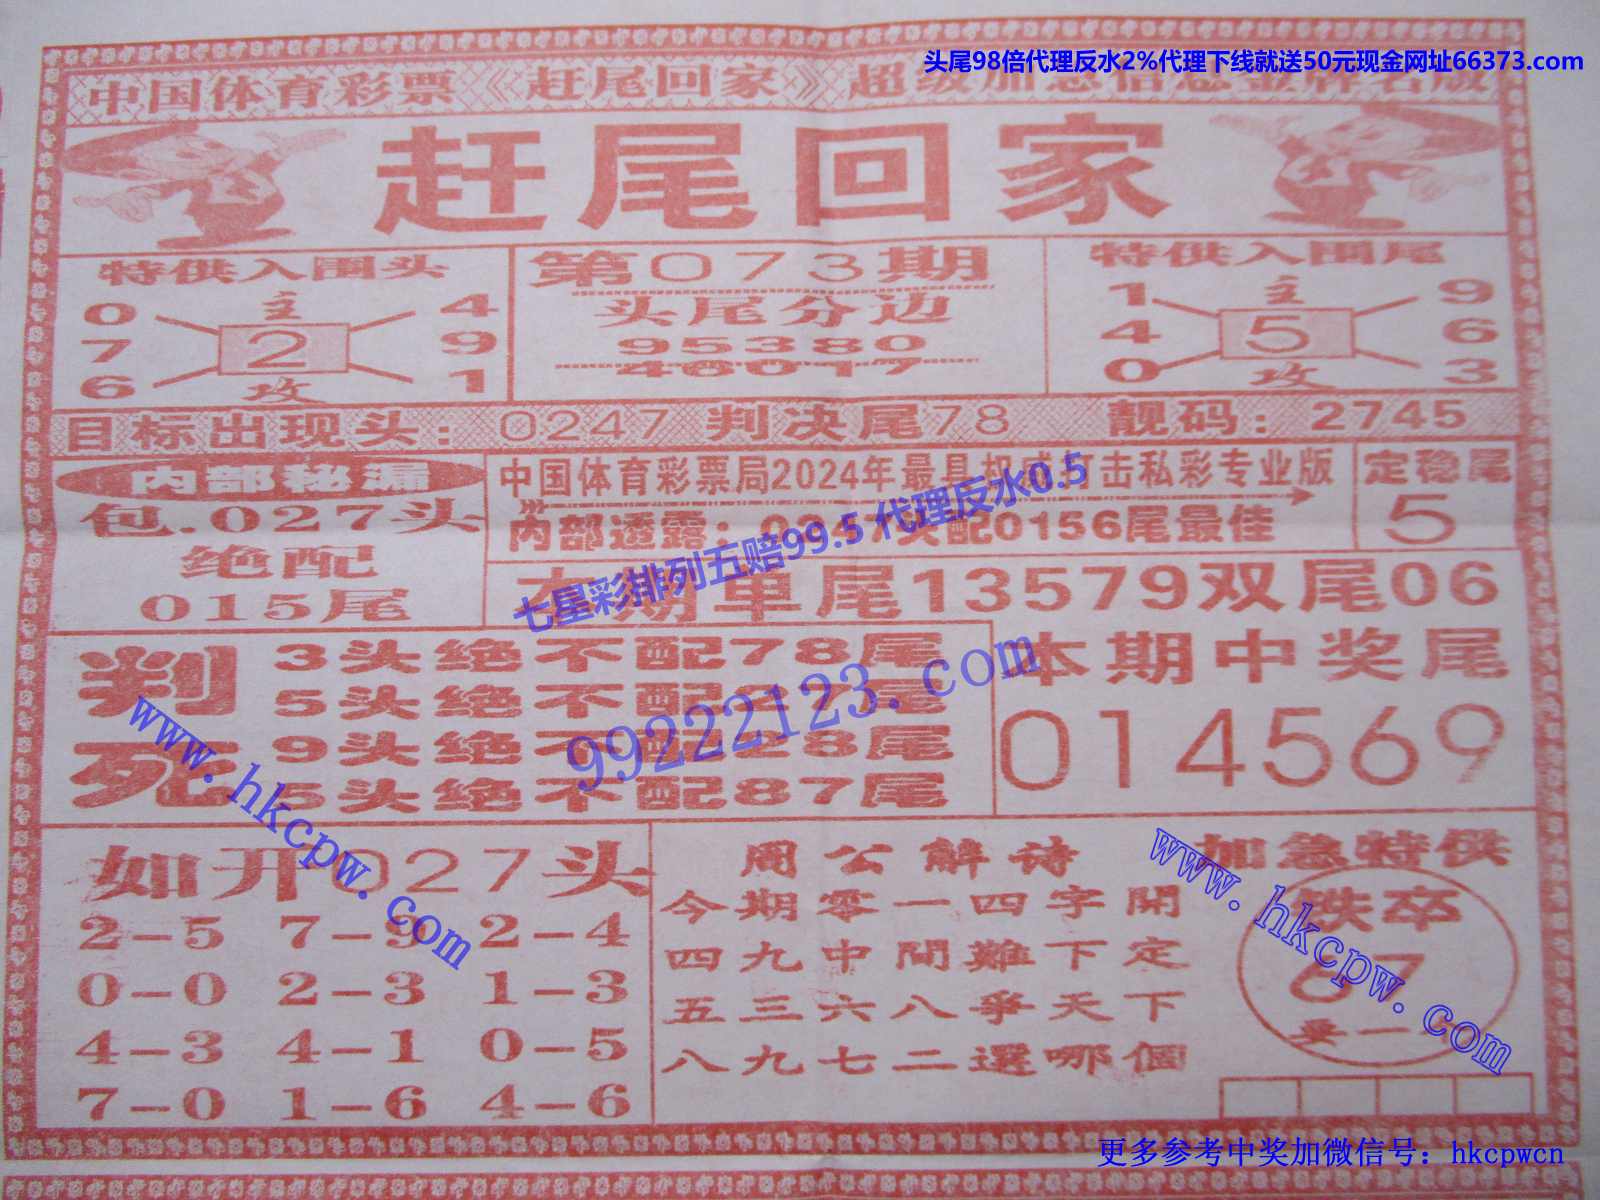 头尾98倍代理反水2%代理下线就送50元现金网址66373.com
中国体育彩票《赶尾回家》超级加急信息金牌名版
赶尾回家
特供入围头
0 主 4
7 2 9
6 攻 1
第073期
头尾分边
95380
46017
特供入围尾
1 主 9
4 5 6
0 攻 3
目标出现头：0247 判决尾78 靓码：2745
内部秘漏
包.027头
绝配
015尾
中国体育彩票局2024年最具权威打击私彩专业版
内部透露：头配0156尾最佳
定稳尾
5
七星彩排列五赔99.5 代理反水0.5
期单尾13579双尾06
判死
3头绝不配78尾
5头绝不配27尾
9头绝不配28尾
5头绝不配87尾
99222123.com
本期中奖尾
014569
www.hkcpw.com
如开027头
2-5 7-9 2-4
0-0 2-3 1-3
4-3 4-1 0-5
7-0 1-6 4-6
周公解诗
今期零一四字開
四九中間難下定
五三六八爭天下
八九七二選哪個
加急特供
铁卒
67
要一
www.hkcpw.com
更多参考中奖加微信号：hkcpwcn